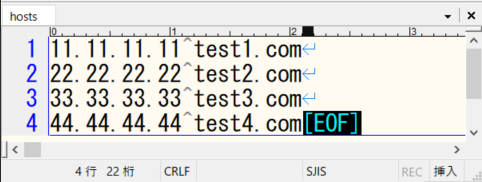 hosts
0 1 2 3
1 11.11.11.11^test1.com↵
2 22.22.22.22^test2.com↵
3 33.33.33.33^test3.com↵
4 44.44.44.44^test4.com[EOF]
4 行 22 桁 CRLF SJIS REC 挿入